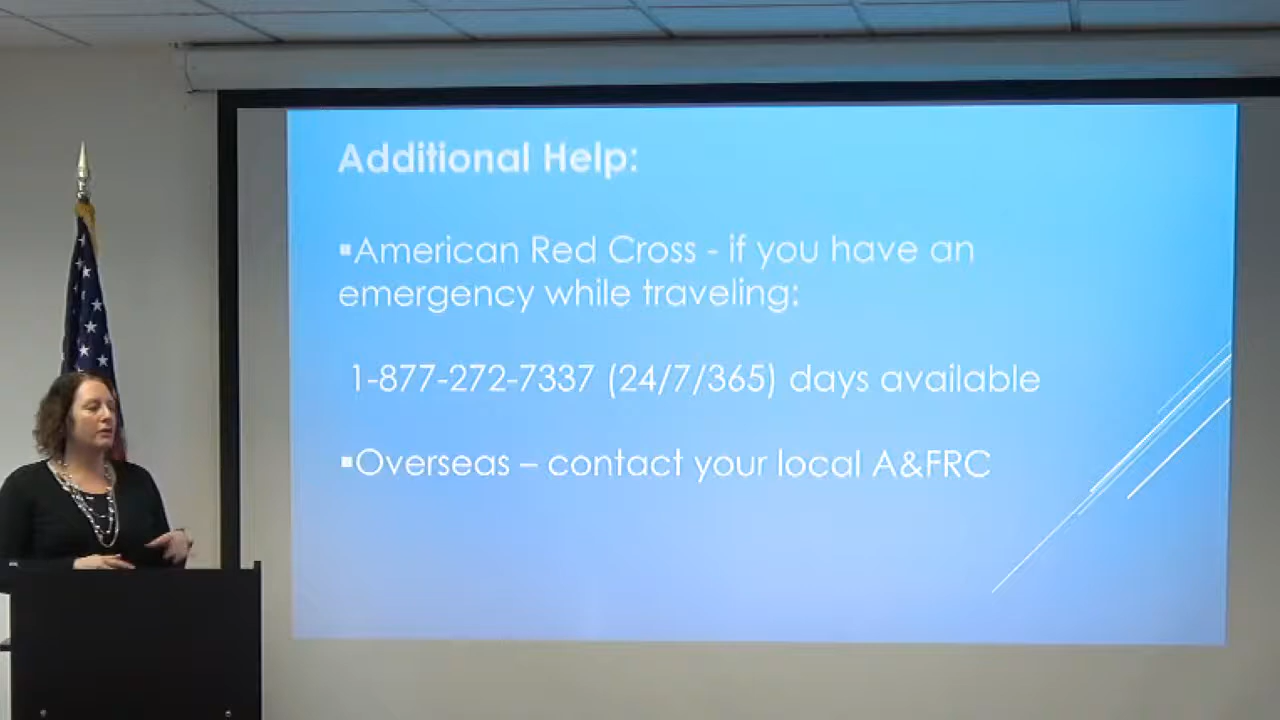 Additional Help:
▪American Red Cross - if you have an
emergency while traveling:
1-877-272-7337 (24/7/365) days available
▪Overseas – contact your local A&FRC